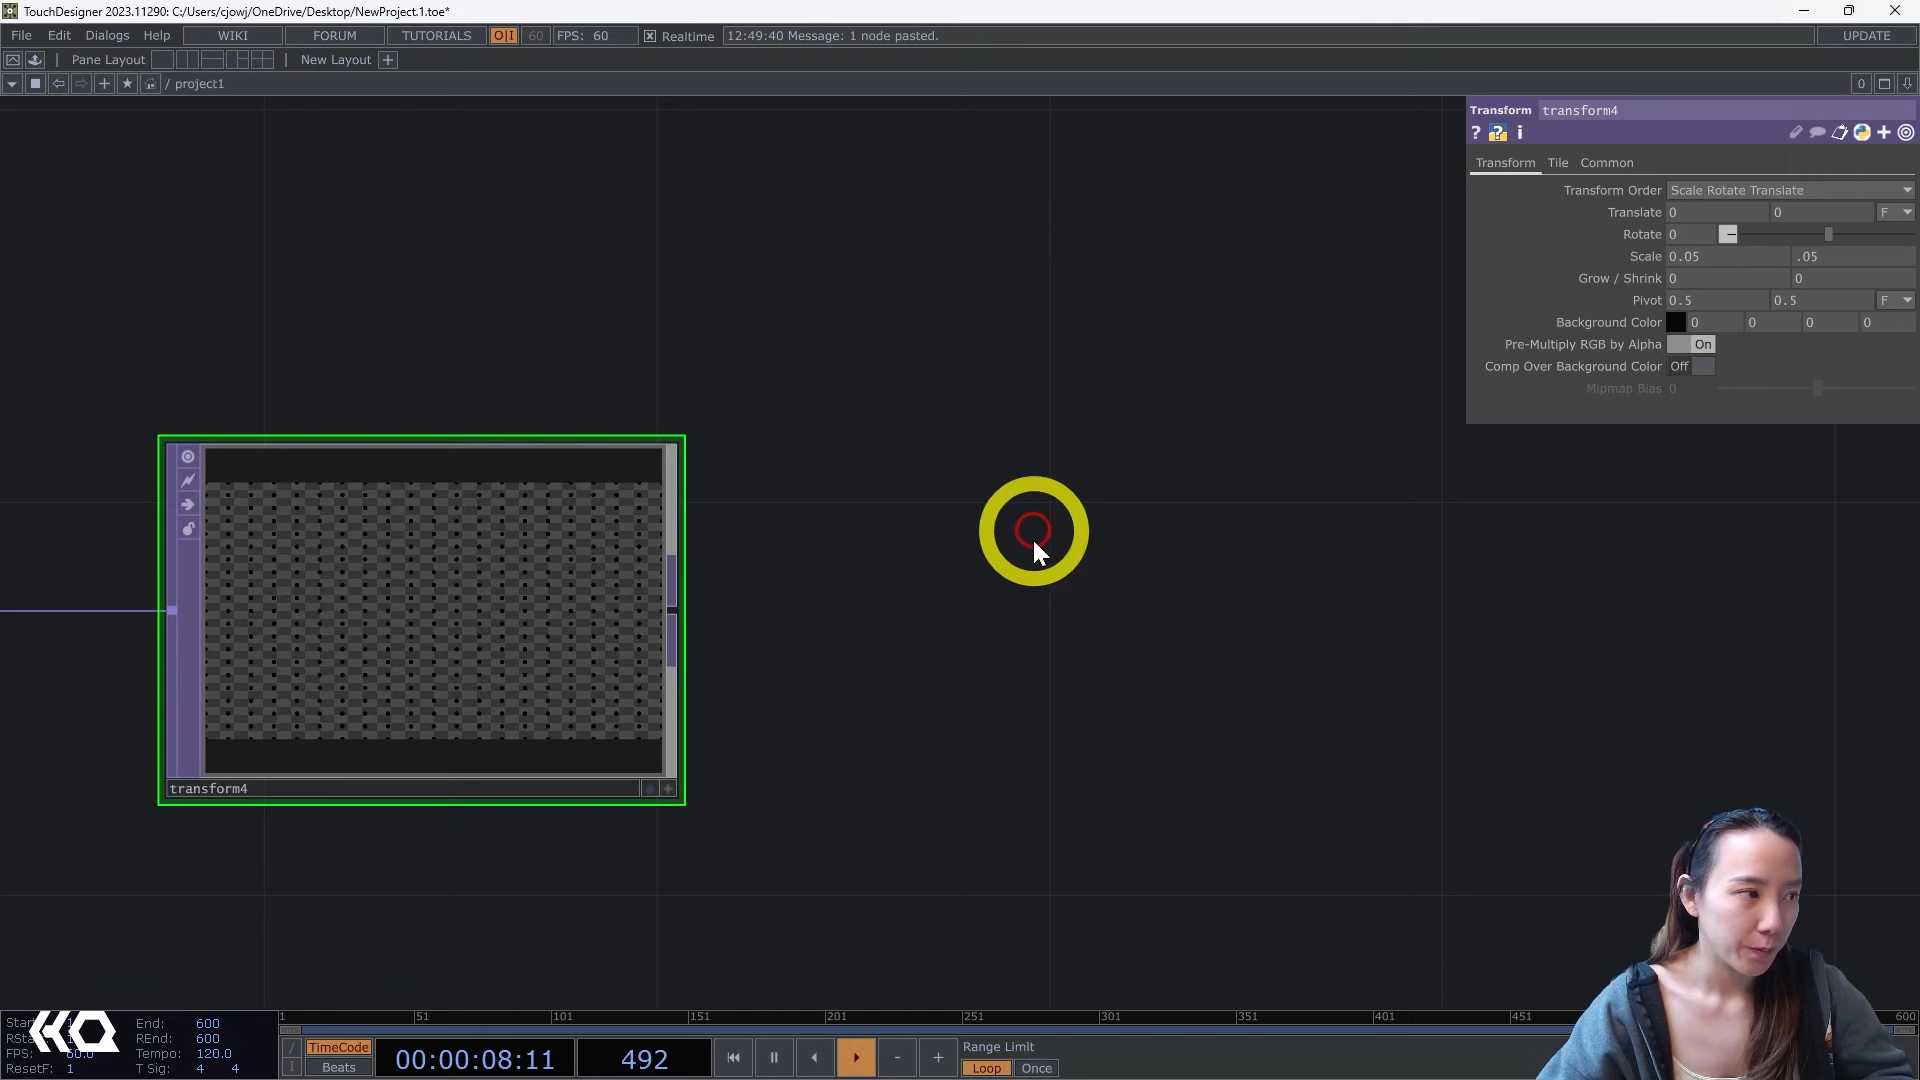 TouchDesigner 2023.11290: C:/Users/cjowj/OneDrive/Desktop/NewProject.1.toe*
File Edit Dialogs Help WIKI FORUM TUTORIALS O|I 60 FPS: 60 Realtime 12:49:40 Message: 1 node pasted. UPDATE
Pane Layout New Layout +
/ project1 0
Transform transform4
? ? i
Transform Tile Common
Transform Order Scale Rotate Translate
Translate 0 0 F
Rotate 0
Scale 0.05 .05
Grow / Shrink 0 0
Pivot 0.5 0.5 F
Background Color 0 0 0 0
Pre-Multiply RGB by Alpha On
Comp Over Background Color Off
Mipmap Bias 0
transform4
1 51 101 151 201 251 301 351 401 451 600
Start: End: 600
REnd: 600
FPS: 60.0 Tempo: 120.0
ResetF: 1 T Sig: 4 4
TimeCode
Beats
00:00:08:11 492
Range Limit
Loop Once